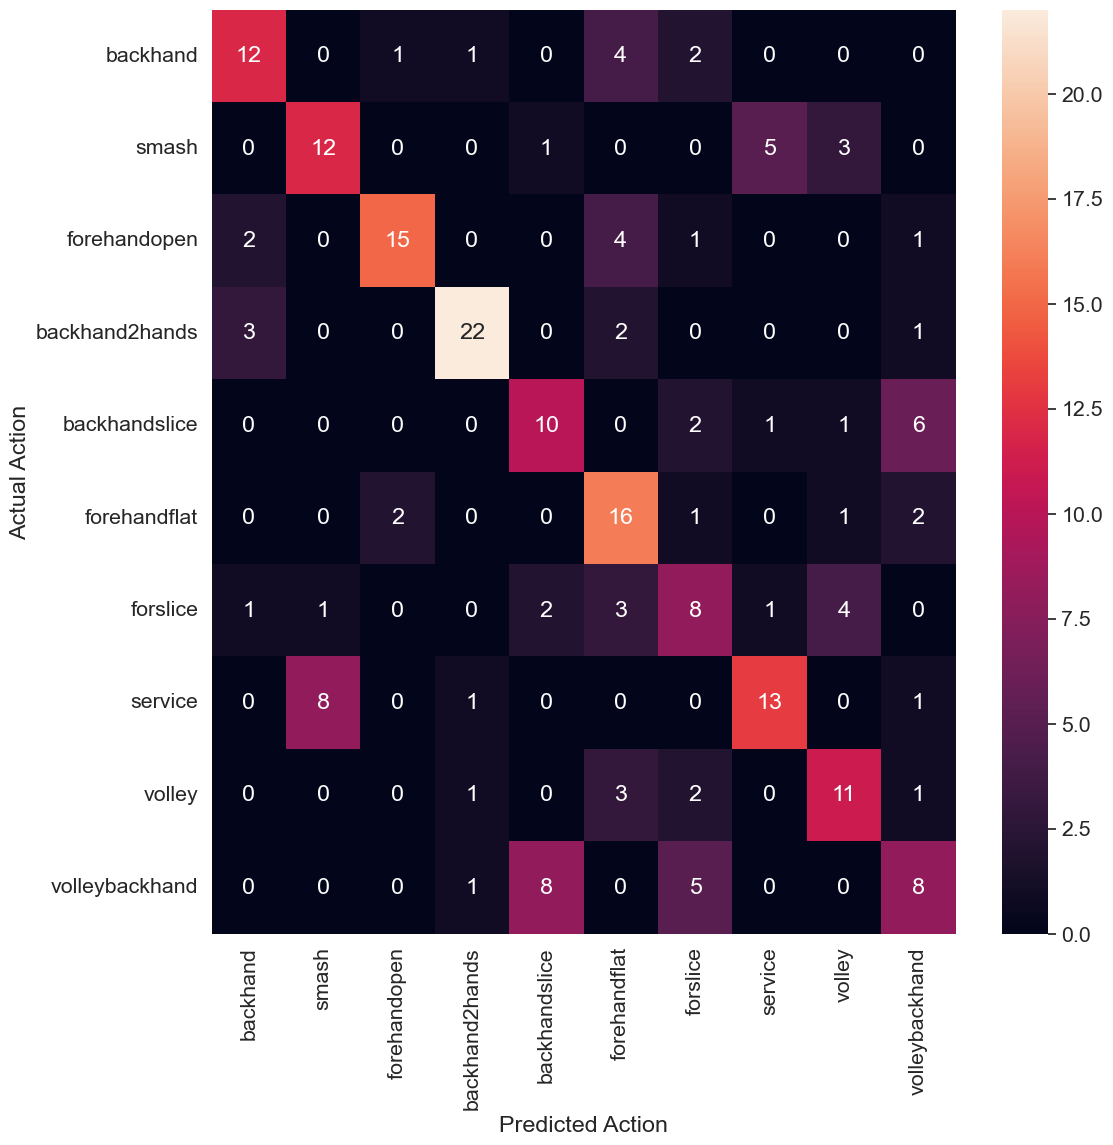 backhand 12 0 1 1 0 4 2 0 0 0
20.0
smash 0 12 0 0 1 0 0 5 3 0
17.5
forehandopen 2 0 15 0 0 4 1 0 0 1
15.0
backhand2hands 3 0 0 22 0 2 0 0 0 1
12.5
backhandslice 0 0 0 0 10 0 2 1 1 6
Actual Action
10.0
forehandflat 0 0 2 0 0 16 1 0 1 2
forslice 1 1 0 0 2 3 8 1 4 0
7.5
service 0 8 0 1 0 0 0 13 0 1
5.0
volley 0 0 0 1 0 3 2 0 11 1
2.5
volleybackhand 0 0 0 1 8 0 5 0 0 8
0.0
backhand
smash
forehandopen
backhand2hands
backhandslice
forehandflat
forslice
service
volley
volleybackhand
Predicted Action